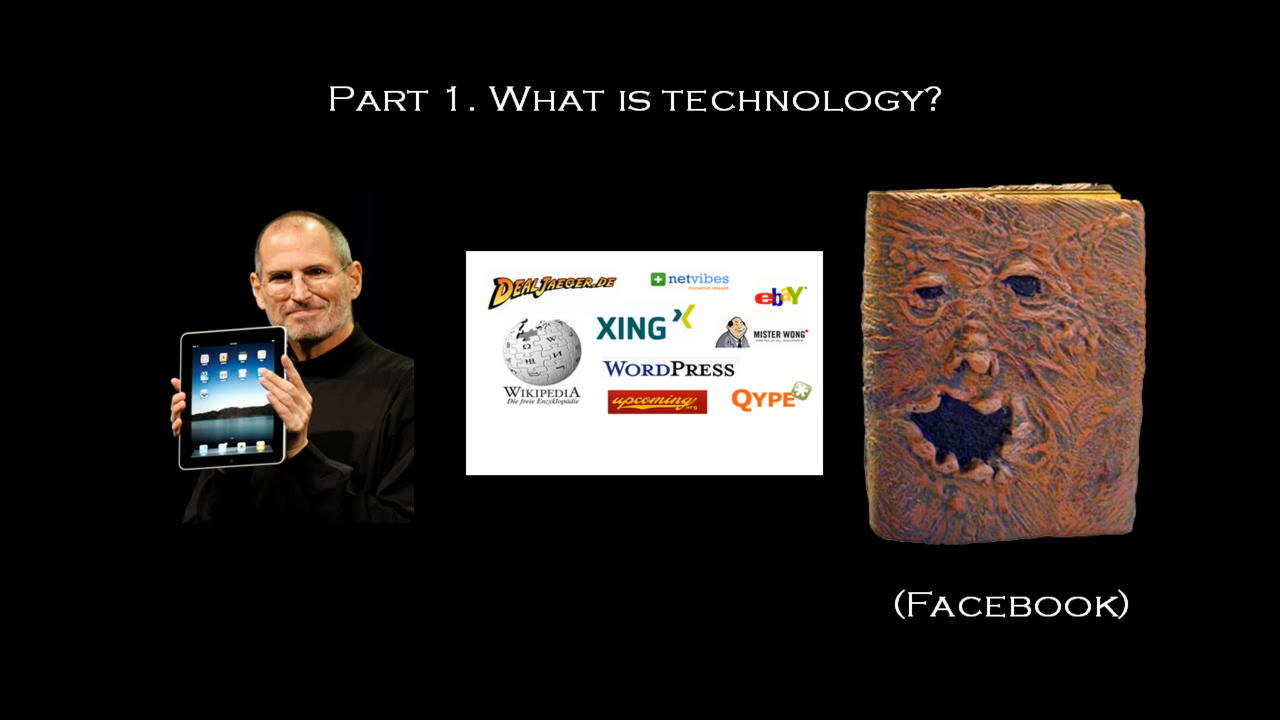 Part 1. What is technology?
DEALJAEGER.DE
netvibes
ebaY
XING
MISTER WONG
WIKIPEDIA
Die freie Enzyklopädie
WORDPRESS
upcoming.org
QYPE
(Facebook)